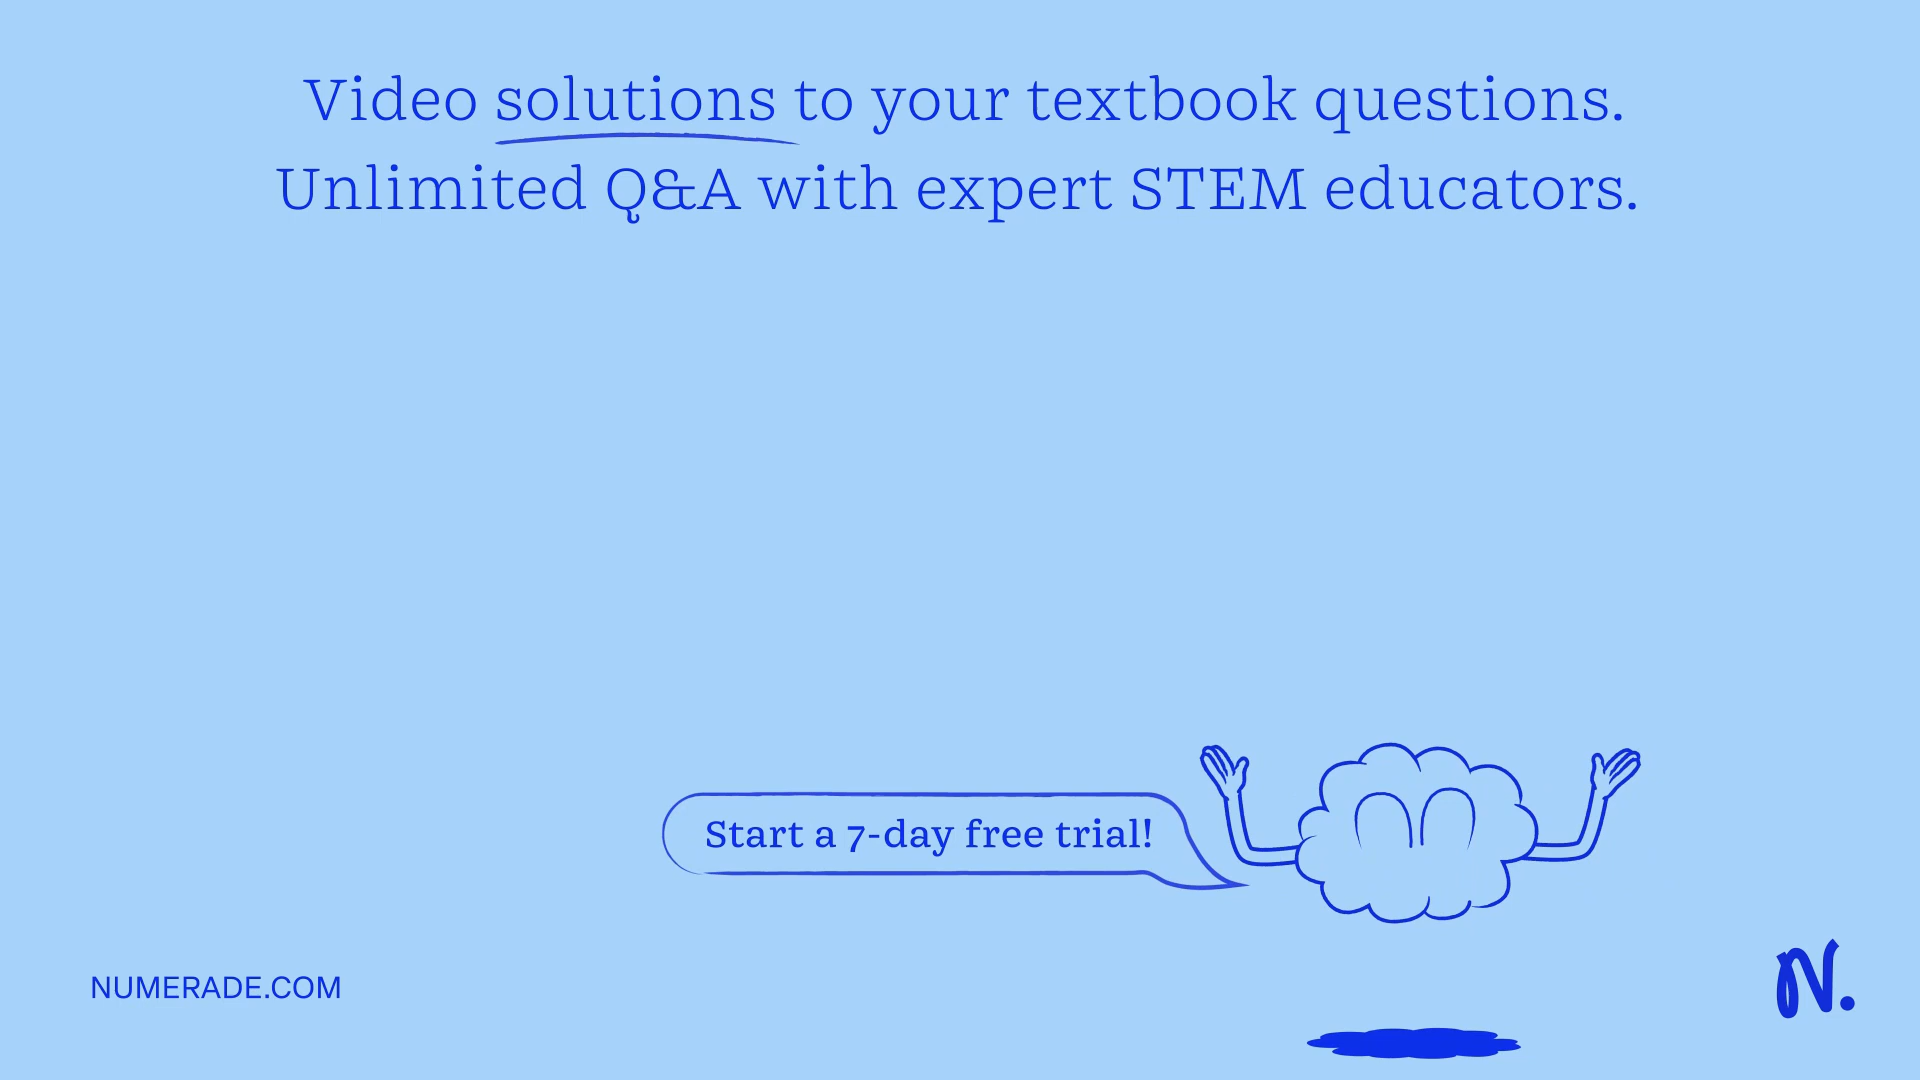 Video solutions to your textbook questions.
Unlimited Q&A with expert STEM educators.
Start a 7-day free trial!
NUMERADE.COM
N.